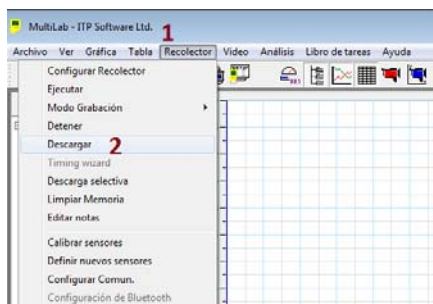 MultiLab - ITP Software Ltd. 1
Archivo Ver Gráfica Tabla Recolector Video Análisis Libro de tareas Ayuda
Configurar Recolector
Ejecutar
Modo Grabación
Detener
Descargar 2
Timing wizard
Descarga selectiva
Limpiar Memoria
Editar notas
Calibrar sensores
Definir nuevos sensores
Configurar Comun.
Configuración de Bluetooth